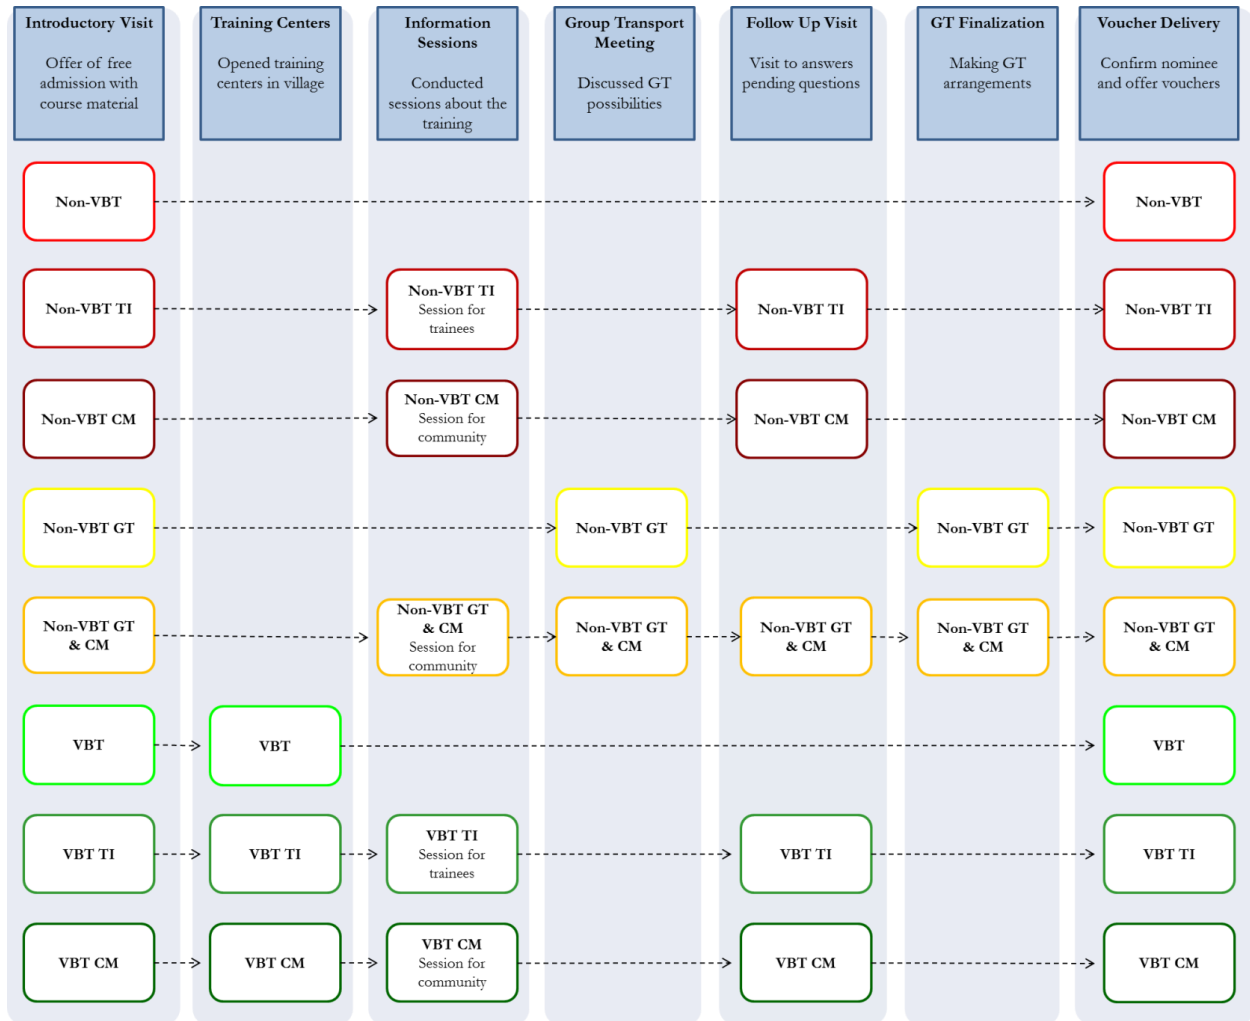 Introductory Visit
Offer of free
admission with
course material
Training Centers
Opened training
centers in village
Information
Sessions
Conducted
sessions about the
training
Group Transport
Meeting
Discussed GT
possibilities
Follow Up Visit
Visit to answers
pending questions
GT Finalization
Making GT
arrangements
Voucher Delivery
Confirm nominee
and offer vouchers
Non-VBT
Non-VBT
Non-VBT TI
Non-VBT TI
Session for
trainees
Non-VBT TI
Non-VBT TI
Non-VBT CM
Non-VBT CM
Session for
community
Non-VBT CM
Non-VBT CM
Non-VBT GT
Non-VBT GT
Non-VBT GT
Non-VBT GT
Non-VBT GT
& CM
Non-VBT GT
& CM
Session for
community
Non-VBT GT
& CM
Non-VBT GT
& CM
Non-VBT GT
& CM
Non-VBT GT
& CM
VBT
VBT
VBT
VBT TI
VBT TI
VBT TI
Session for
trainees
VBT TI
VBT TI
VBT CM
VBT CM
VBT CM
Session for
community
VBT CM
VBT CM